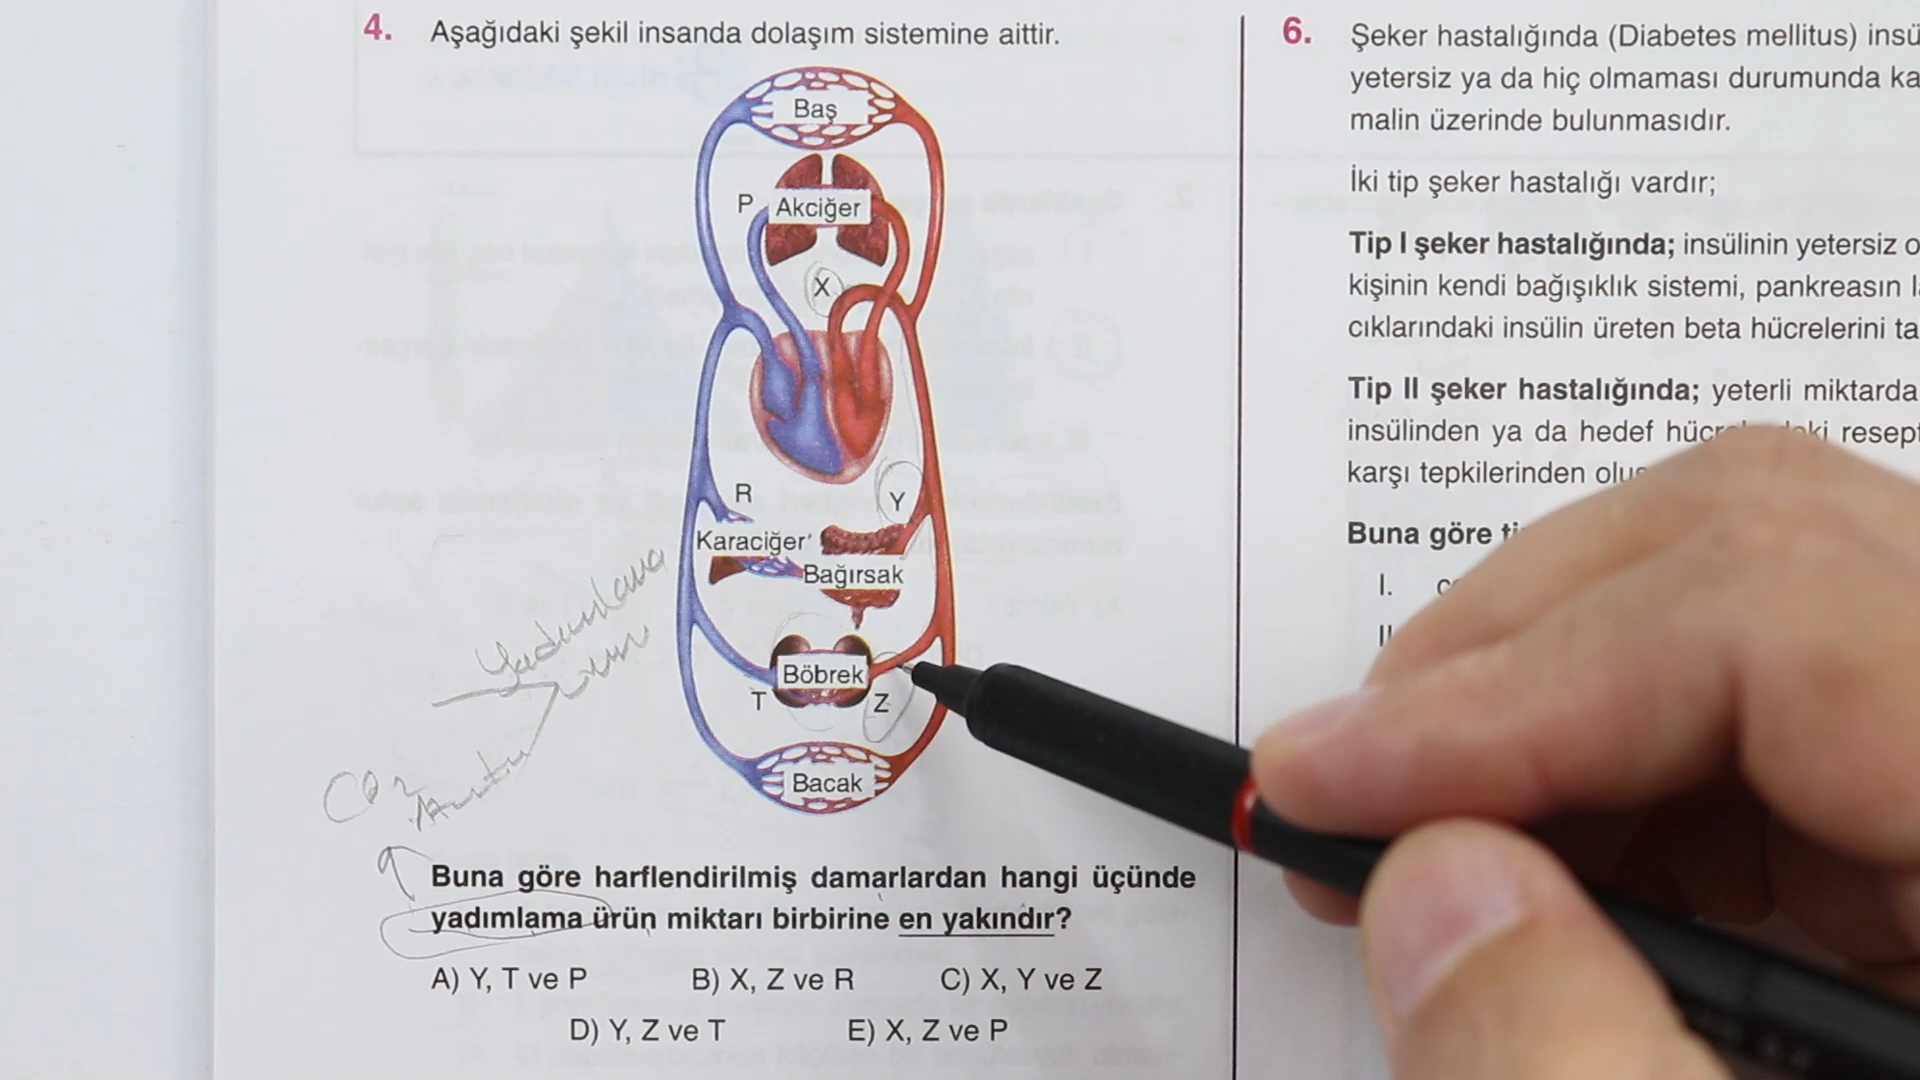 4. Aşağıdaki şekil insanda dolaşım sistemine aittir.
Baş
P Akciğer
X
R
Y
Karaciğer
Bağırsak
Böbrek
T
Z
Bacak
Yadımlama
ürün
CO2
Buna göre harflendirilmiş damarlardan hangi üçünde
yadımlama ürün miktarı birbirine en yakındır?
A) Y, T ve P B) X, Z ve R C) X, Y ve Z
D) Y, Z ve T E) X, Z ve P
6. Şeker hastalığında (Diabetes mellitus) insü
yetersiz ya da hiç olmaması durumunda ka
malin üzerinde bulunmasıdır.
İki tip şeker hastalığı vardır;
Tip I şeker hastalığında; insülinin yetersiz o
kişinin kendi bağışıklık sistemi, pankreasın
cıklarındaki insülin üreten beta hücrelerini ta
Tip II şeker hastalığında; yeterli miktarda
insülinden ya da hedef resept
karşı tepkilerinden
Buna göre
I.
II